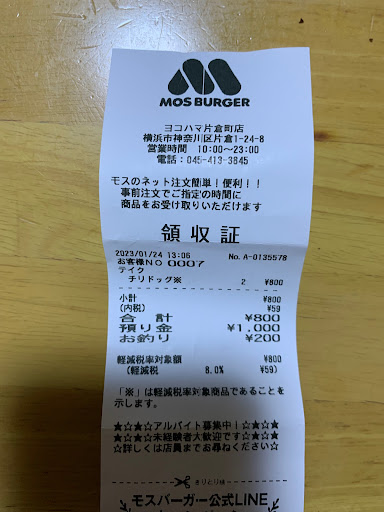 MOS BURGER
ヨコハマ片倉町店
横浜市神奈川区片倉1-24-8
営業時間 10:00～23:00
電話：045-413-3845
モスのネット注文簡単！便利！！
事前注文でご指定の時間に
商品をお受け取りいただけます
領収証
2023/01/24 13:06 No. A-0135578
お客様NO 0007
テイク
チリドッグ※ 2 ¥800
小計 ¥800
(内税) ¥59
合計 ¥800
預り金 ¥1,000
お釣り ¥200
軽減税率対象額 ¥800
(軽減税 8.0% ¥59)
「※」は軽減税率対象商品であることを
示します。
★☆★☆アルバイト募集中！☆★☆★
★☆★☆未経験者大歓迎です☆★☆★
☆詳しくは店員までお尋ねください☆
きりとり線
モスバーガー公式LINE